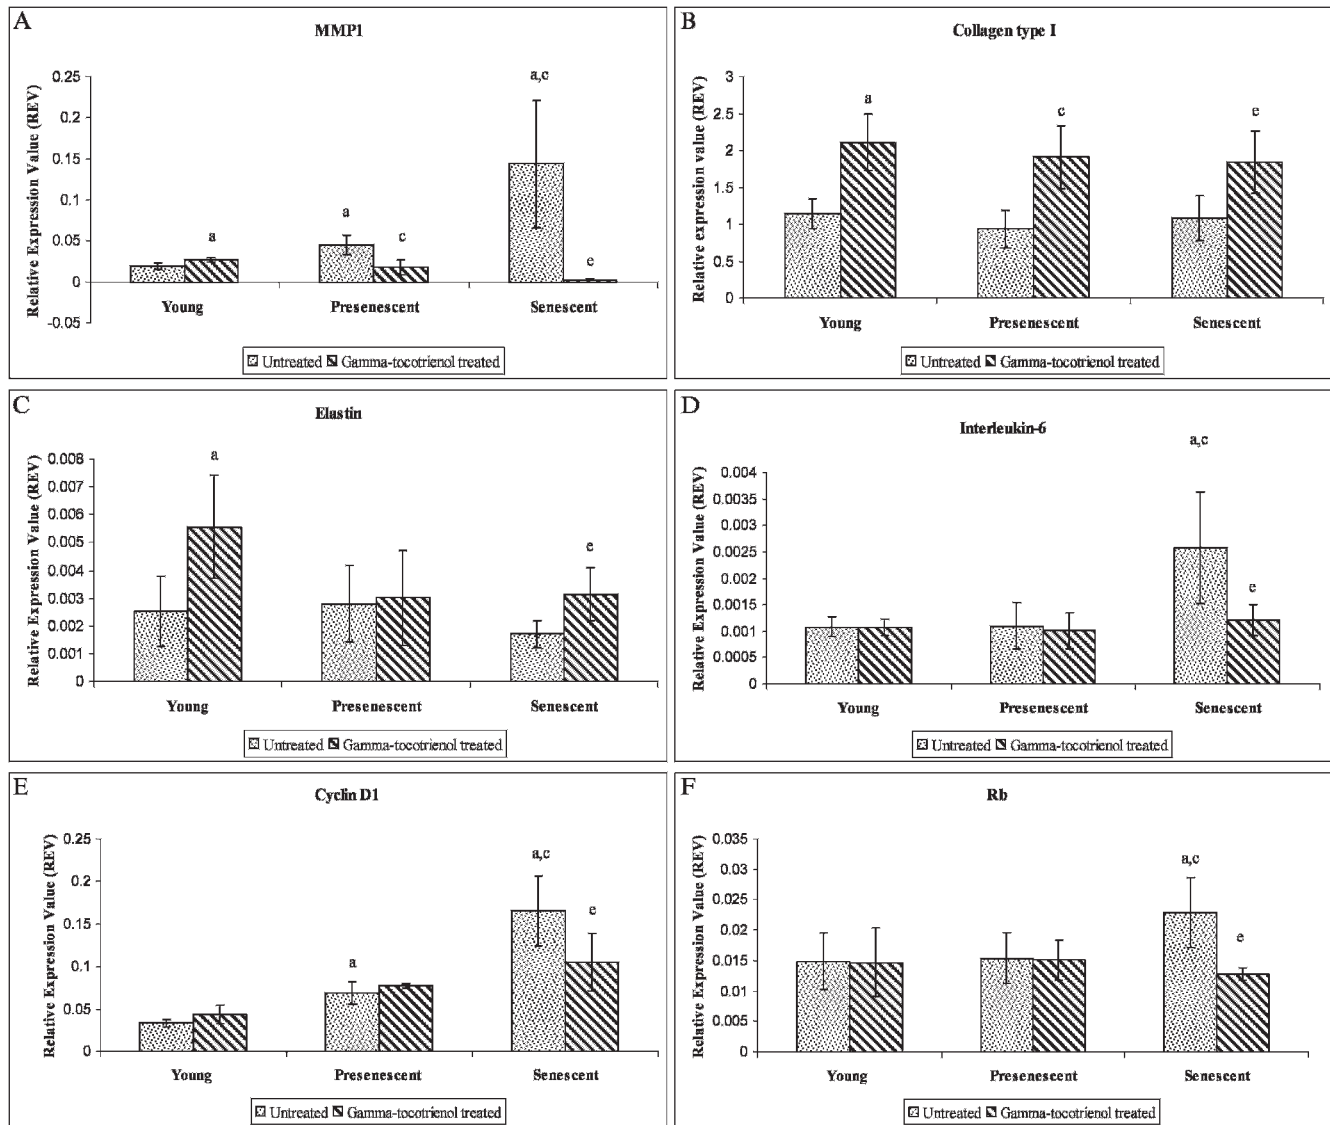 A
MMP1
Relative Expression Value (REV)
0.25
0.2
0.15
0.1
0.05
0
-0.05
a
a
c
a,c
e
Young
Presenescent
Senescent
Untreated
Gamma-tocotrienol treated
B
Collagen type I
Relative expression value (REV)
3
2.5
2
1.5
1
0.5
0
a
c
e
Young
Presenescent
Senescent
Untreated
Gamma-tocotrienol treated
C
Elastin
Relative Expression Value (REV)
0.008
0.007
0.006
0.005
0.004
0.003
0.002
0.001
0
a
e
Young
Presenescent
Senescent
Untreated
Gamma-tocotrienol treated
D
Interleukin-6
Relative Expression Value (REV)
0.004
0.0035
0.003
0.0025
0.002
0.0015
0.001
0.0005
0
a,c
e
Young
Presenescent
Senescent
Untreated
Gamma-tocotrienol treated
E
Cyclin D1
Relative Expression Value (REV)
0.25
0.2
0.15
0.1
0.05
0
a
a,c
e
Young
Presenescent
Senescent
Untreated
Gamma-tocotrienol treated
F
Rb
Relative Expression Value (REV)
0.035
0.03
0.025
0.02
0.015
0.01
0.005
0
a,c
e
Young
Presenescent
Senescent
Untreated
Gamma-tocotrienol treated